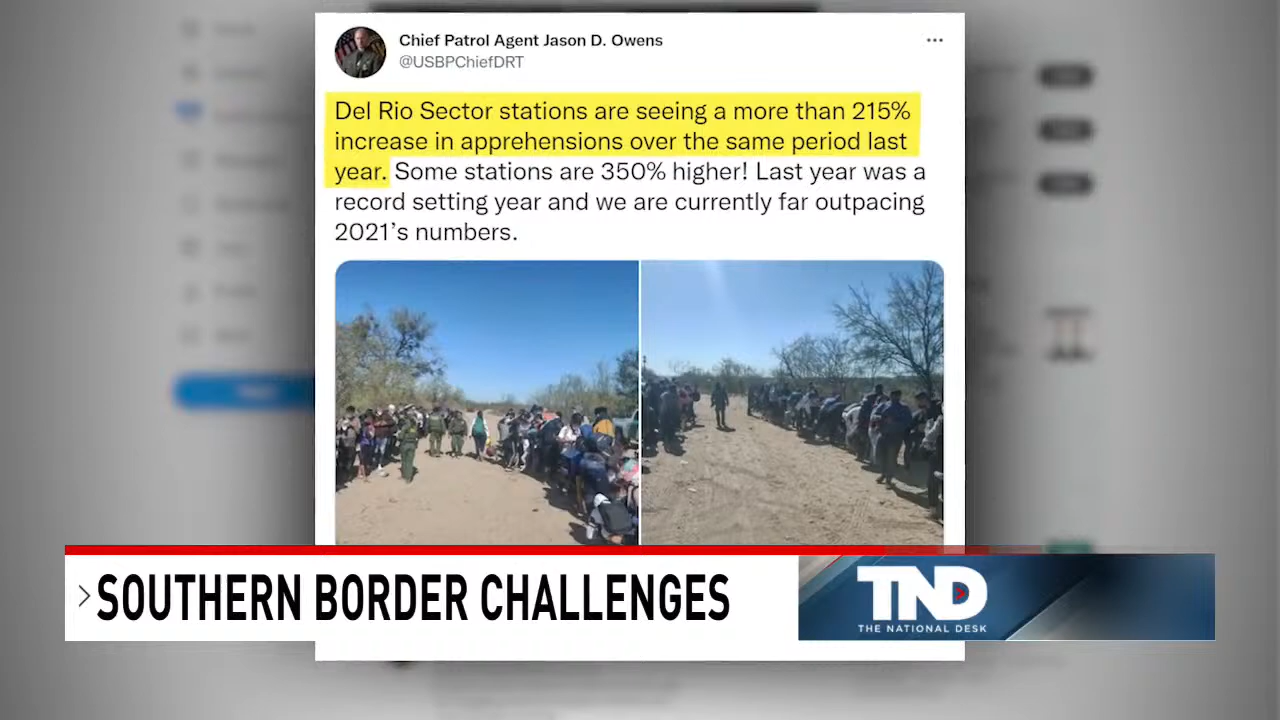 Chief Patrol Agent Jason D. Owens
@USBPChiefDRT
Del Rio Sector stations are seeing a more than 215%
increase in apprehensions over the same period last
year. Some stations are 350% higher! Last year was a
record setting year and we are currently far outpacing
2021’s numbers.
SOUTHERN BORDER CHALLENGES
TND
THE NATIONAL DESK